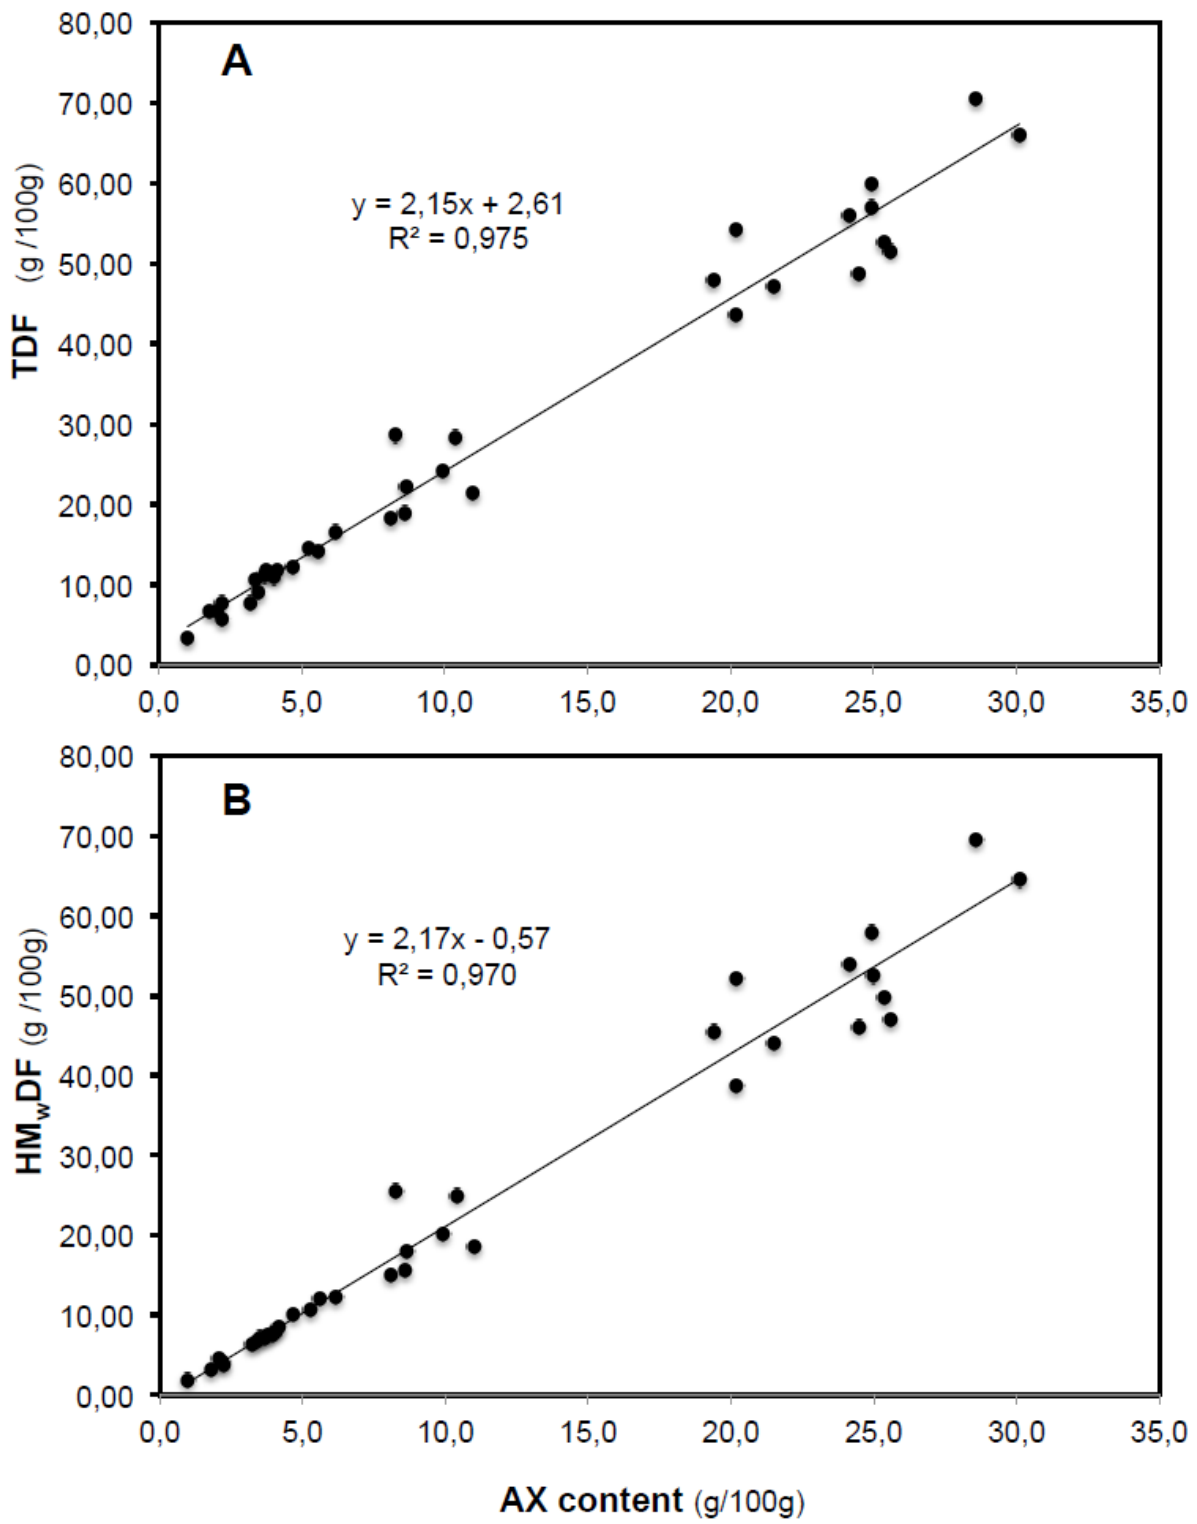 A
80,00
70,00
60,00
50,00
40,00
30,00
20,00
10,00
0,00
TDF (g /100g)
y = 2,15x + 2,61
R² = 0,975
0,0 5,0 10,0 15,0 20,0 25,0 30,0 35,0
B
80,00
70,00
60,00
50,00
40,00
30,00
20,00
10,00
0,00
HMwDF (g /100g)
y = 2,17x - 0,57
R² = 0,970
0,0 5,0 10,0 15,0 20,0 25,0 30,0 35,0
AX content (g/100g)